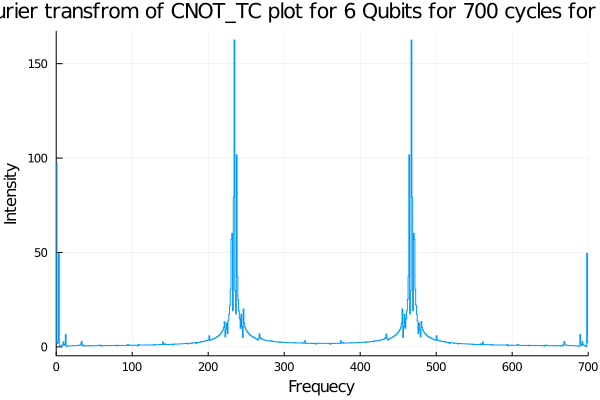 urier transfrom of CNOT_TC plot for 6 Qubits for 700 cycles for
150
100
50
0
Intensity
0 100 200 300 400 500 600 700
Frequecy